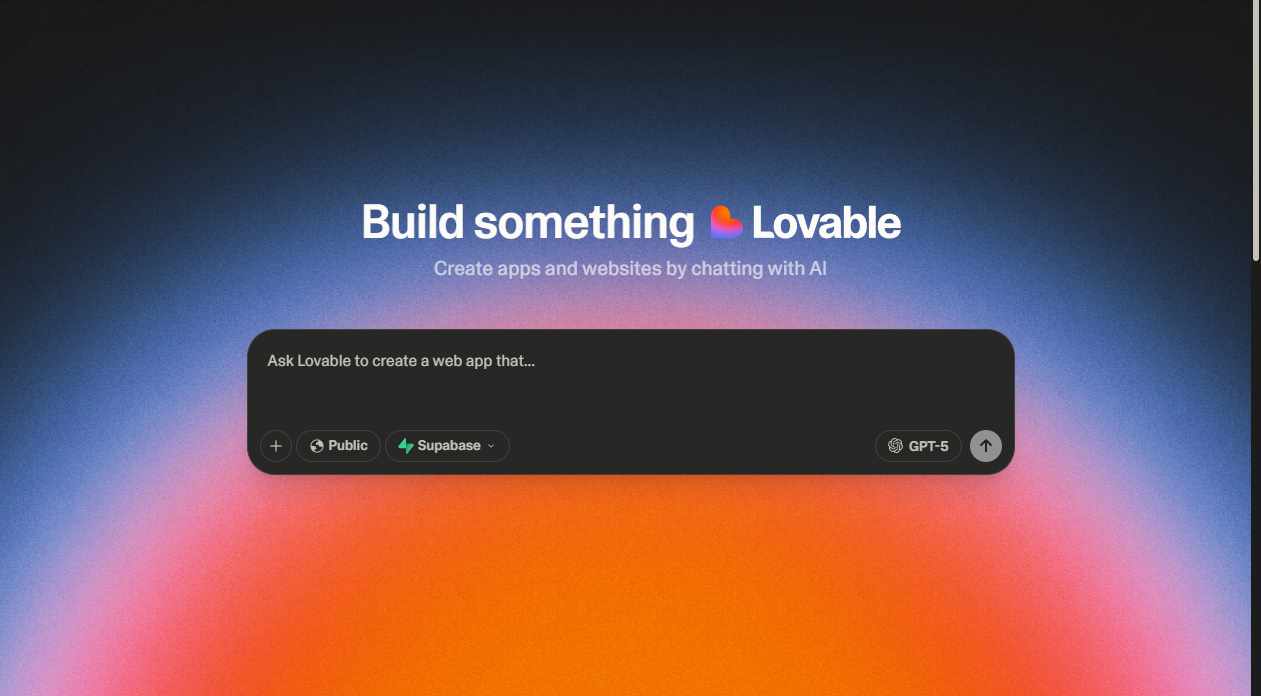 Build something Lovable
Create apps and websites by chatting with AI
Ask Lovable to create a web app that...
Public Supabase GPT-5